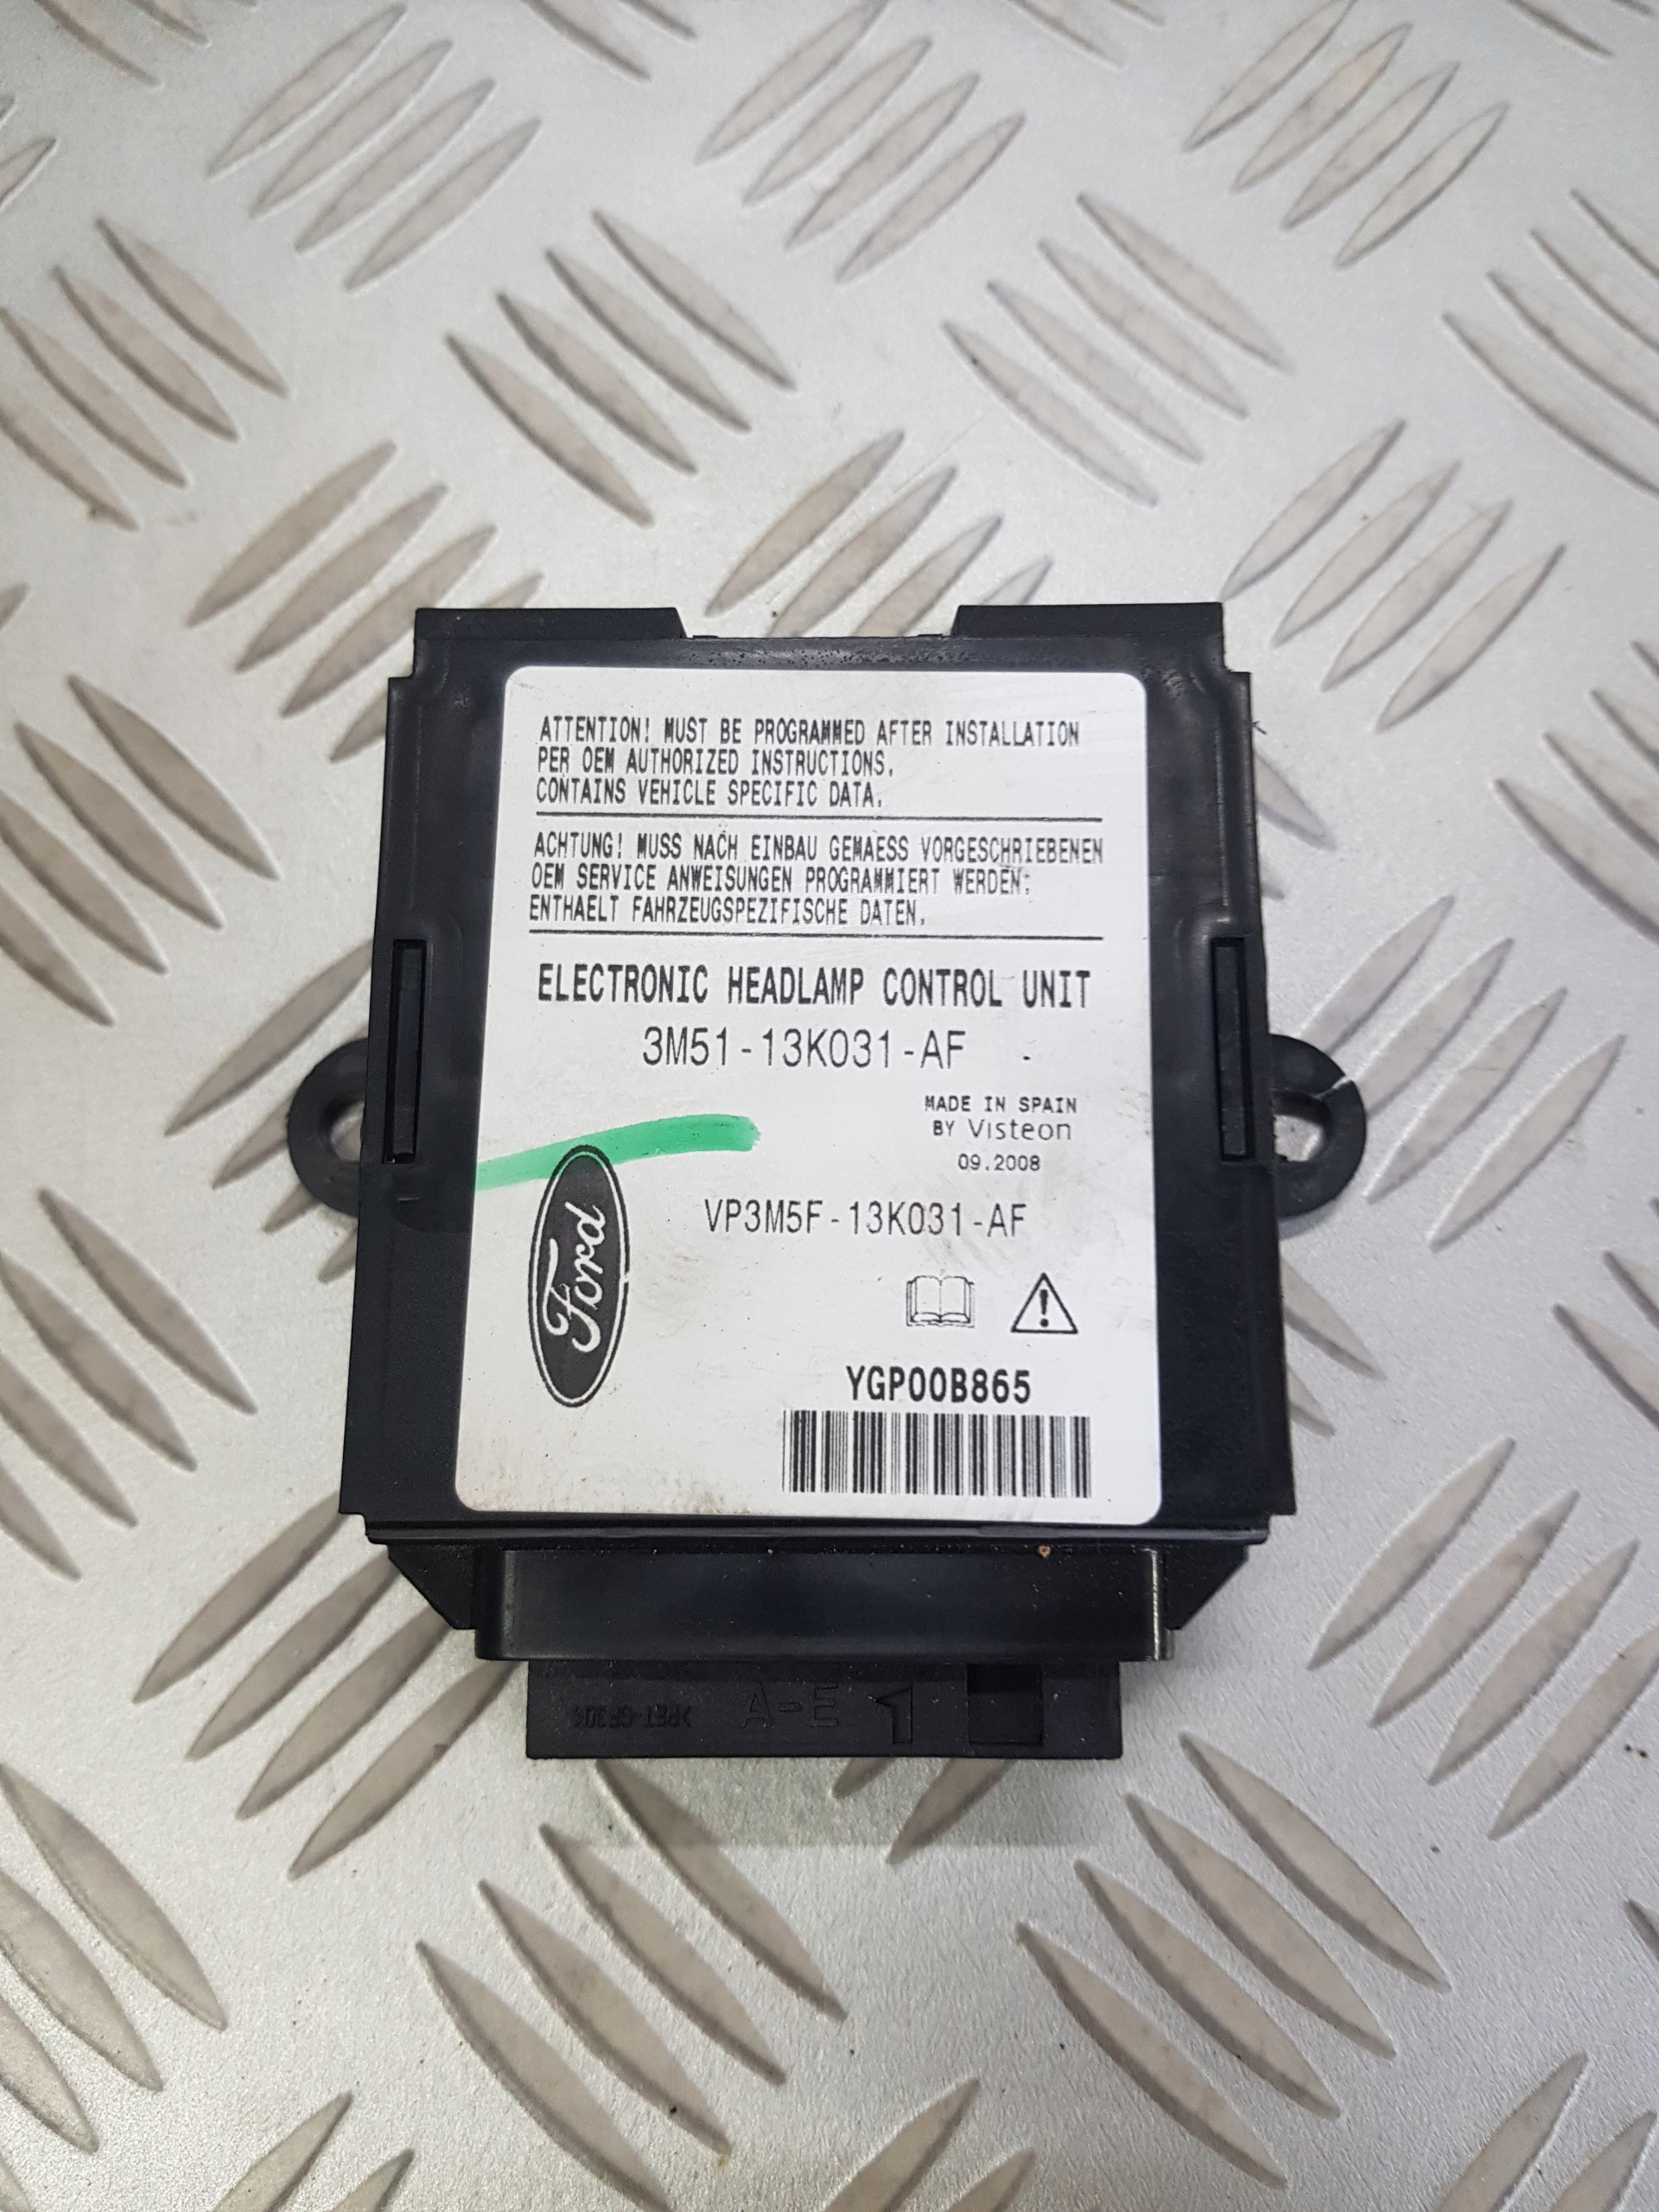 ATTENTION! MUST BE PROGRAMMED AFTER INSTALLATION
PER OEM AUTHORIZED INSTRUCTIONS.
CONTAINS VEHICLE SPECIFIC DATA.
ACHTUNG! MUSS NACH EINBAU GEMAESS VORGESCHRIEBENEN
OEM SERVICE ANWEISUNGEN PROGRAMMIERT WERDEN.
ENTHAELT FAHRZEUGSPEZIFISCHE DATEN.
ELECTRONIC HEADLAMP CONTROL UNIT
3M51-13K031-AF
MADE IN SPAIN
BY Visteon
09.2008
VP3M5F-13K031-AF
Ford
YGP00B865
A-E 1